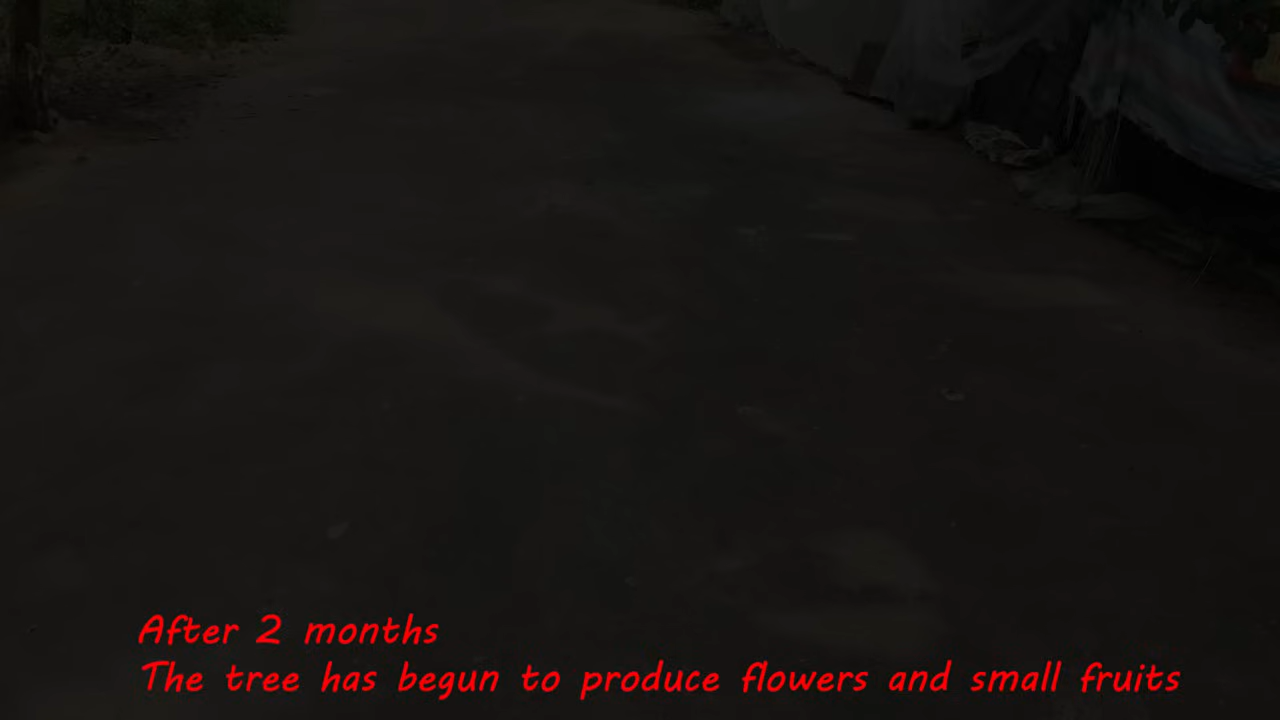 After 2 months
The tree has begun to produce flowers and small fruits